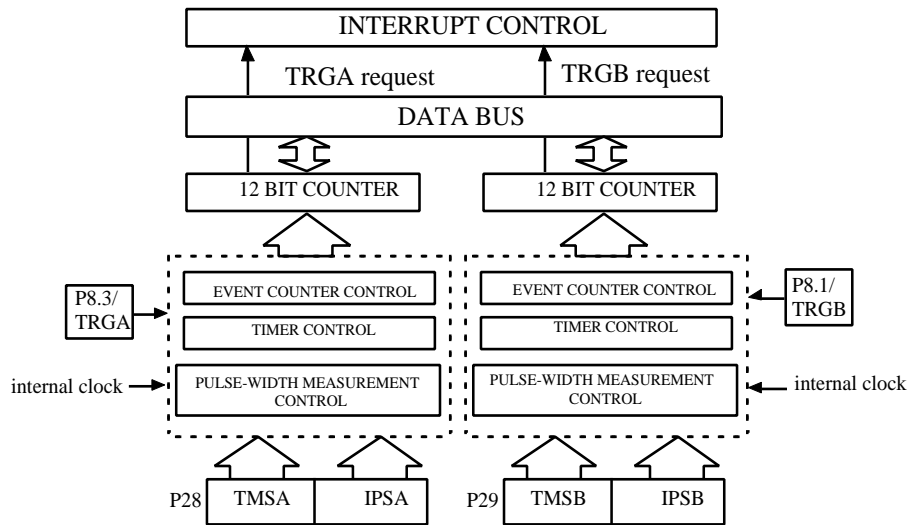 INTERRUPT CONTROL
TRGA request
TRGB request
DATA BUS
12 BIT COUNTER
12 BIT COUNTER
EVENT COUNTER CONTROL
EVENT COUNTER CONTROL
P8.3/
TRGA
P8.1/
TRGB
TIMER CONTROL
TIMER CONTROL
internal clock
PULSE-WIDTH MEASUREMENT
CONTROL
PULSE-WIDTH MEASUREMENT
CONTROL
internal clock
P28
TMSA
IPSA
P29
TMSB
IPSB